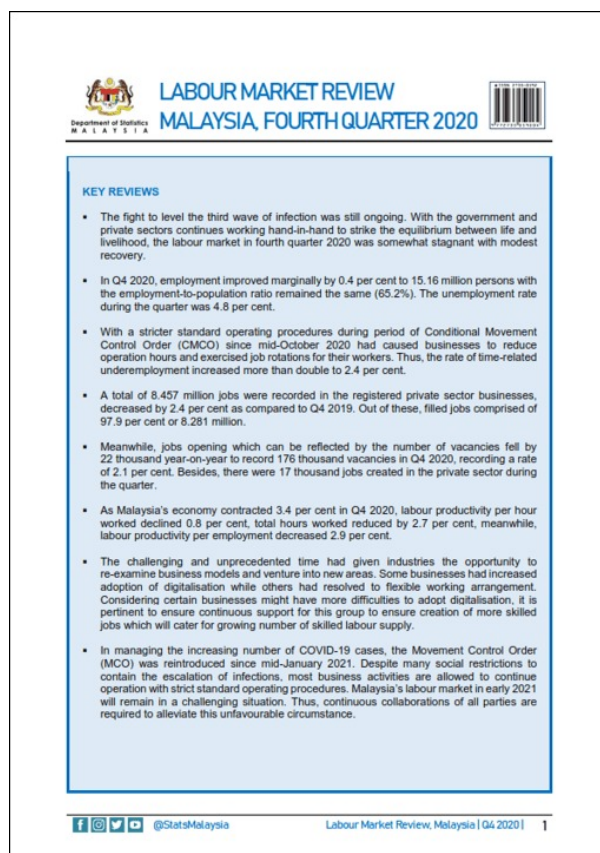 LABOUR MARKET REVIEW
MALAYSIA, FOURTH QUARTER 2020
Department of Statistics
MALAYSIA
KEY REVIEWS
▪ The fight to level the third wave of infection was still ongoing. With the government and
private sectors continues working hand-in-hand to strike the equilibrium between life and
livelihood, the labour market in fourth quarter 2020 was somewhat stagnant with modest
recovery.
▪ In Q4 2020, employment improved marginally by 0.4 per cent to 15.16 million persons with
the employment-to-population ratio remained the same (65.2%). The unemployment rate
during the quarter was 4.8 per cent.
▪ With a stricter standard operating procedures during period of Conditional Movement
Control Order (CMCO) since mid-October 2020 had caused businesses to reduce
operation hours and exercised job rotations for their workers. Thus, the rate of time-related
underemployment increased more than double to 2.4 per cent.
▪ A total of 8.457 million jobs were recorded in the registered private sector businesses,
decreased by 2.4 per cent as compared to Q4 2019. Out of these, filled jobs comprised of
97.9 per cent or 8.281 million.
▪ Meanwhile, jobs opening which can be reflected by the number of vacancies fell by
22 thousand year-on-year to record 176 thousand vacancies in Q4 2020, recording a rate
of 2.1 per cent. Besides, there were 17 thousand jobs created in the private sector during
the quarter.
▪ As Malaysia's economy contracted 3.4 per cent in Q4 2020, labour productivity per hour
worked declined 0.8 per cent, total hours worked reduced by 2.7 per cent, meanwhile,
labour productivity per employment decreased 2.9 per cent.
▪ The challenging and unprecedented time had given industries the opportunity to
re-examine business models and venture into new areas. Some businesses had increased
adoption of digitalisation while others had resolved to flexible working arrangement.
Considering certain businesses might have more difficulties to adopt digitalisation, it is
pertinent to ensure continuous support for this group to ensure creation of more skilled
jobs which will cater for growing number of skilled labour supply.
▪ In managing the increasing number of COVID-19 cases, the Movement Control Order
(MCO) was reintroduced since mid-January 2021. Despite many social restrictions to
contain the escalation of infections, most business activities are allowed to continue
operation with strict standard operating procedures. Malaysia's labour market in early 2021
will remain in a challenging situation. Thus, continuous collaborations of all parties are
required to alleviate this unfavourable circumstance.
@StatsMalaysia
Labour Market Review, Malaysia | Q4 2020 | 1